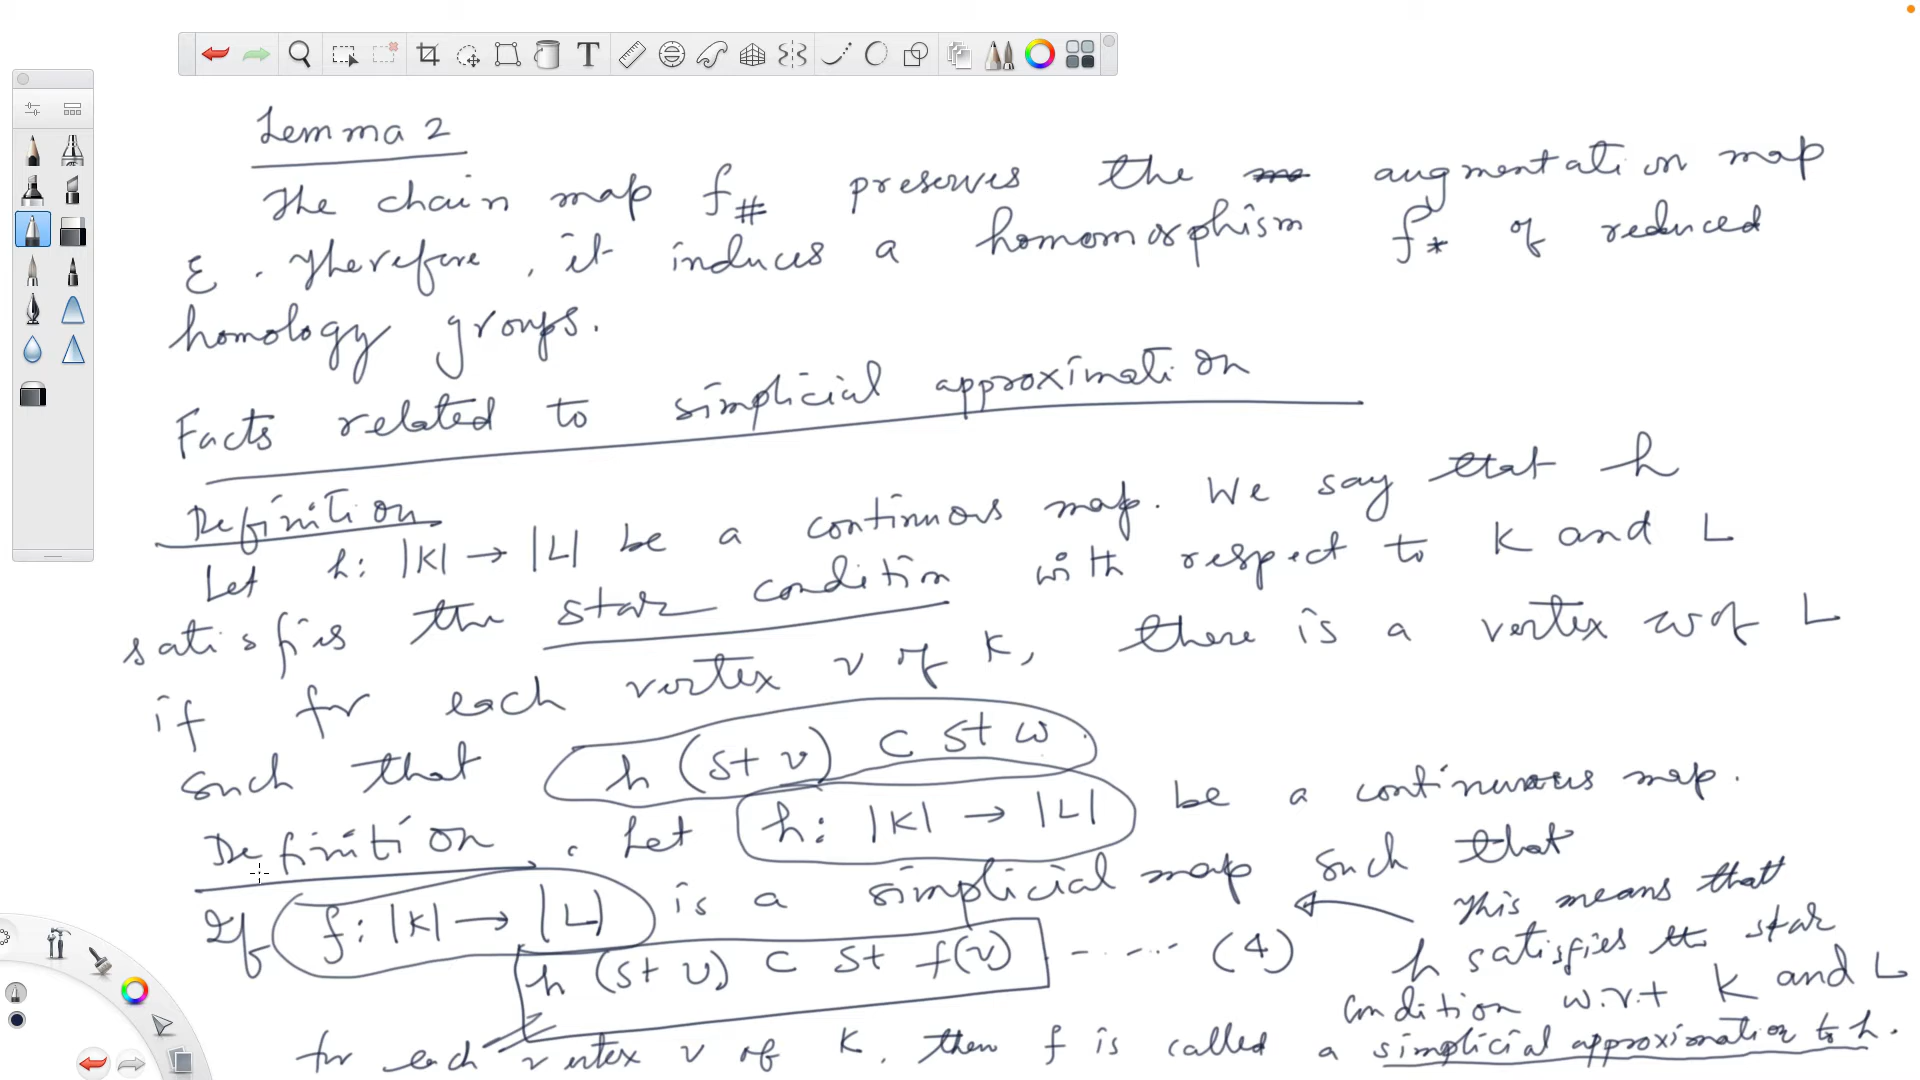 Lemma 2
The chain map f# preserves the augmentation map
ε. Therefore, it induces a homomorphism f* of reduced
homology groups.
Facts related to simplicial approximation
Definition
Let h: |K| → |L| be a continuous map. We say that h
satisfies the star condition with respect to K and L
if for each vertex v of K, there is a vertex w of L
such that h (st v) ⊂ st w.
Definition. Let h: |K| → |L| be a continuous map.
If f: |K| → |L| is a simplicial map such that
h (st v) ⊂ st f(v) ------ (4)
This means that
h satisfies the star
condition w.r.t K and L
for each vertex v of K, then f is called a simplicial approximation to h.